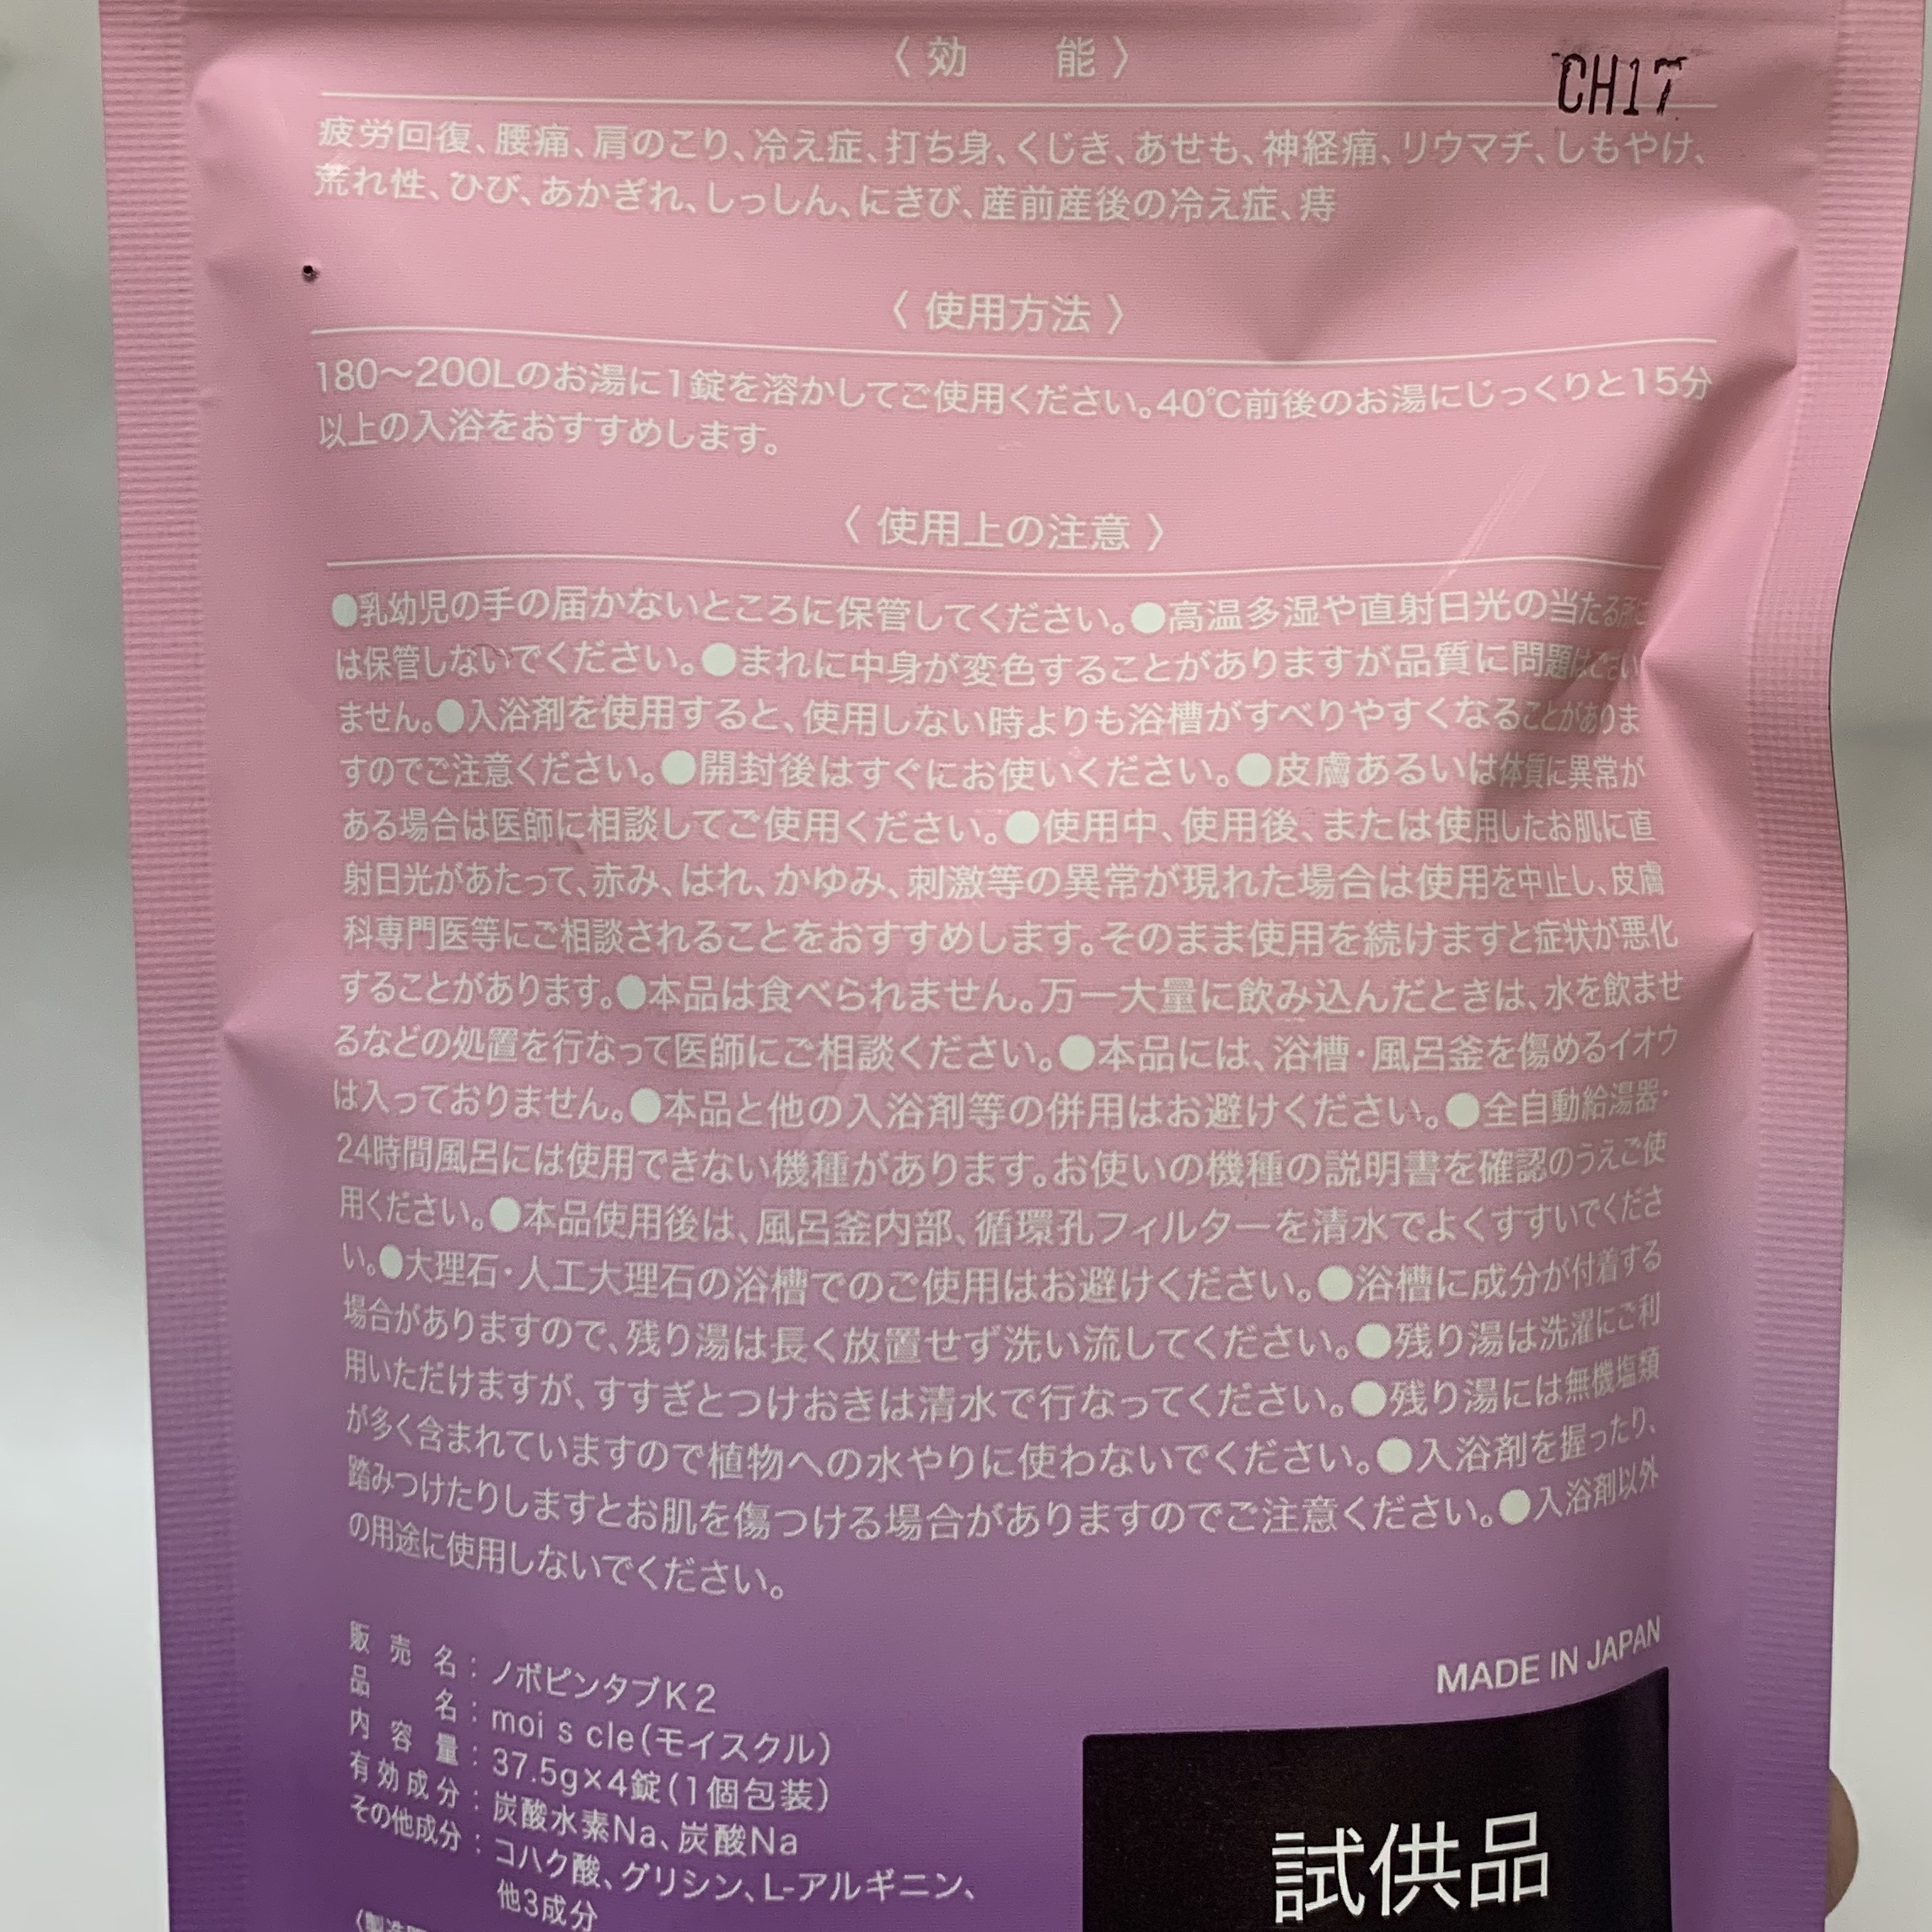 〈 効　能 〉
CH17
疲労回復、腰痛、肩のこり、冷え症、打ち身、くじき、あせも、神経痛、リウマチ、しもやけ、
荒れ性、ひび、あかぎれ、しっしん、にきび、産前産後の冷え症、痔
〈 使用方法 〉
180〜200Lのお湯に1錠を溶かしてご使用ください。40℃前後のお湯にじっくりと15分
以上の入浴をおすすめします。
〈 使用上の注意 〉
●乳幼児の手の届かないところに保管してください。●高温多湿や直射日光の当たる所に
は保管しないでください。●まれに中身が変色することがありますが品質に問題はござい
ません。●入浴剤を使用すると、使用しない時よりも浴槽がすべりやすくなることがありま
すのでご注意ください。●開封後はすぐにお使いください。●皮膚あるいは体質に異常が
ある場合は医師に相談してご使用ください。●使用中、使用後、または使用したお肌に直
射日光があたって、赤み、はれ、かゆみ、刺激等の異常が現れた場合は使用を中止し、皮膚
科専門医等にご相談されることをおすすめします。そのまま使用を続けますと症状が悪化
することがあります。●本品は食べられません。万一大量に飲み込んだときは、水を飲ませ
るなどの処置を行なって医師にご相談ください。●本品には、浴槽・風呂釜を傷めるイオウ
は入っておりません。●本品と他の入浴剤等の併用はお避けください。●全自動給湯器・
24時間風呂には使用できない機種があります。お使いの機種の説明書を確認のうえご使
用ください。●本品使用後は、風呂釜内部、循環孔フィルターを清水でよくすすいでくださ
い。●大理石・人工大理石の浴槽でのご使用はお避けください。●浴槽に成分が付着する
場合がありますので、残り湯は長く放置せず洗い流してください。●残り湯は洗濯にご利
用いただけますが、すすぎとつけおきは清水で行なってください。●残り湯には無機塩類
が多く含まれていますので植物への水やりに使わないでください。●入浴剤を握ったり、
踏みつけたりしますとお肌を傷つける場合がありますのでご注意ください。●入浴剤以外
の用途に使用しないでください。
販売名：ノボピンタブK2
品　名：moi s cle(モイスクル)
内容量：37.5g×4錠(1個包装)
有効成分：炭酸水素Na、炭酸Na
その他成分：コハク酸、グリシン、L-アルギニン、
他3成分
MADE IN JAPAN
試供品